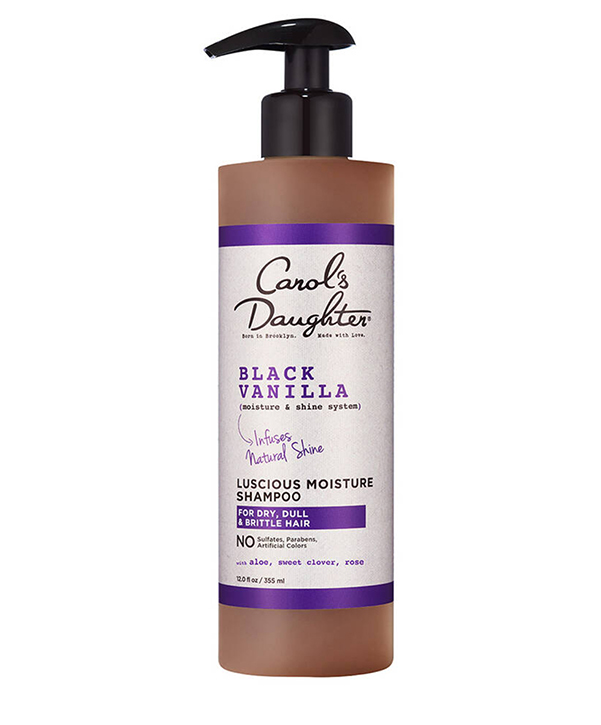 Carol's
Daughter®
Born in Brooklyn. Made with Love.
BLACK
VANILLA
(moisture & shine system)
Infuses
Natural Shine
LUSCIOUS MOISTURE
SHAMPOO
FOR DRY, DULL
& BRITTLE HAIR
NO Sulfates, Parabens,
Artificial Colors
with aloe, sweet clover, rose
12.0 fl oz / 355 ml